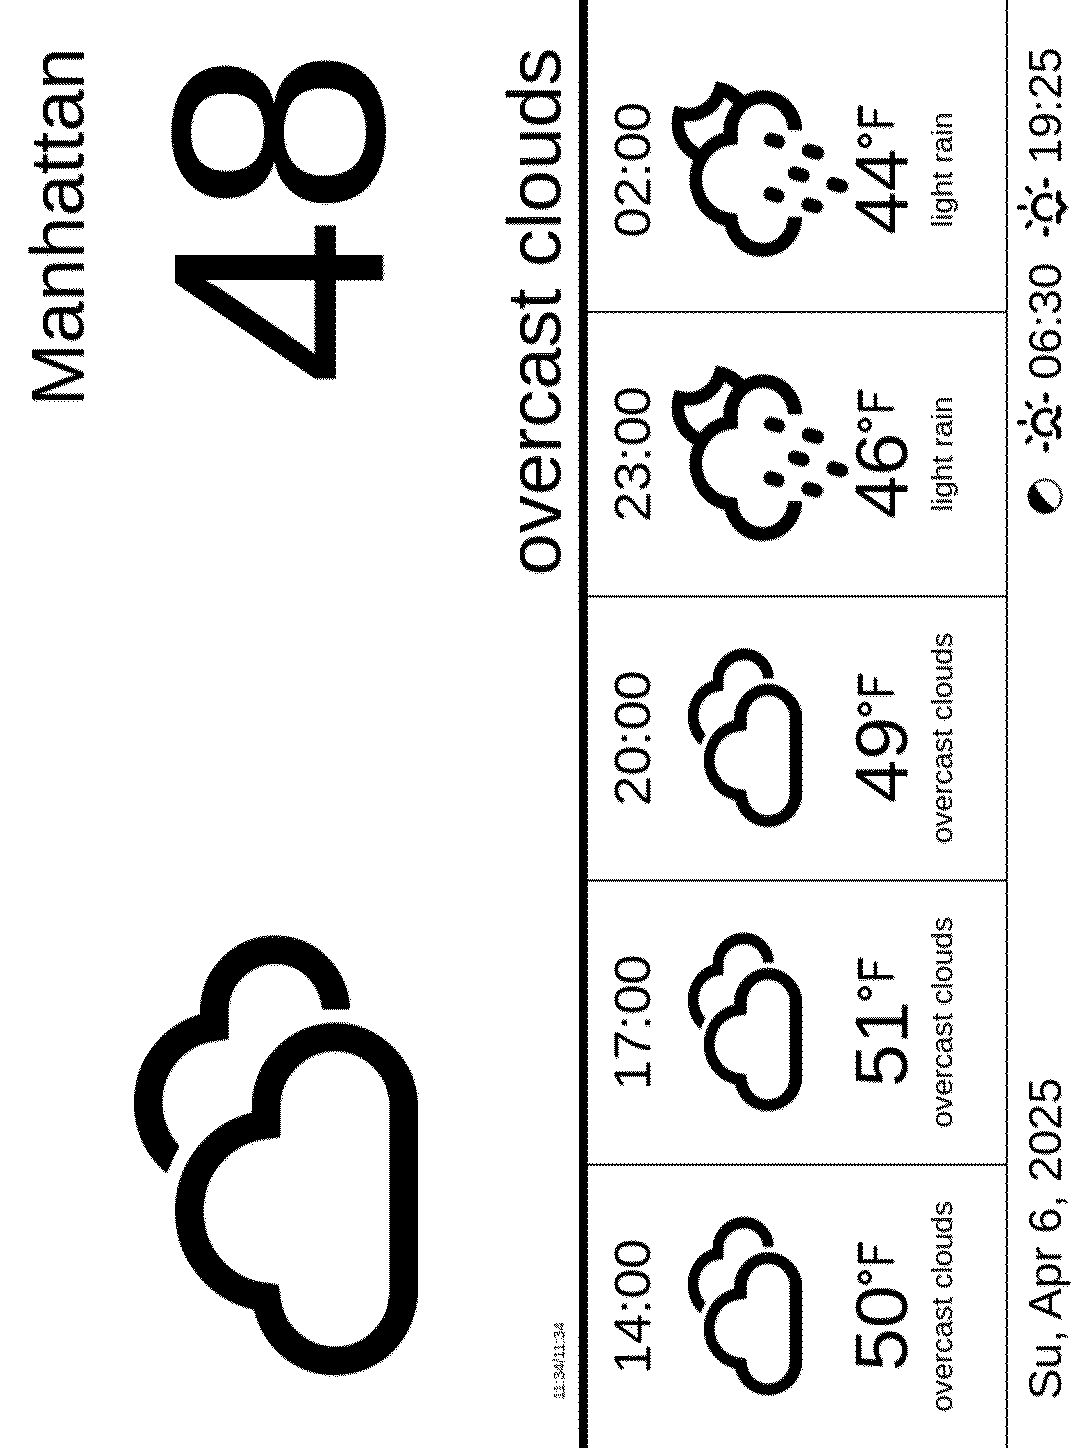 Manhattan
48
overcast clouds
11:34/11:34
14:00 17:00 20:00 23:00 02:00
50°F 51°F 49°F 46°F 44°F
overcast clouds overcast clouds overcast clouds light rain light rain
Su, Apr 6, 2025 06:30 19:25